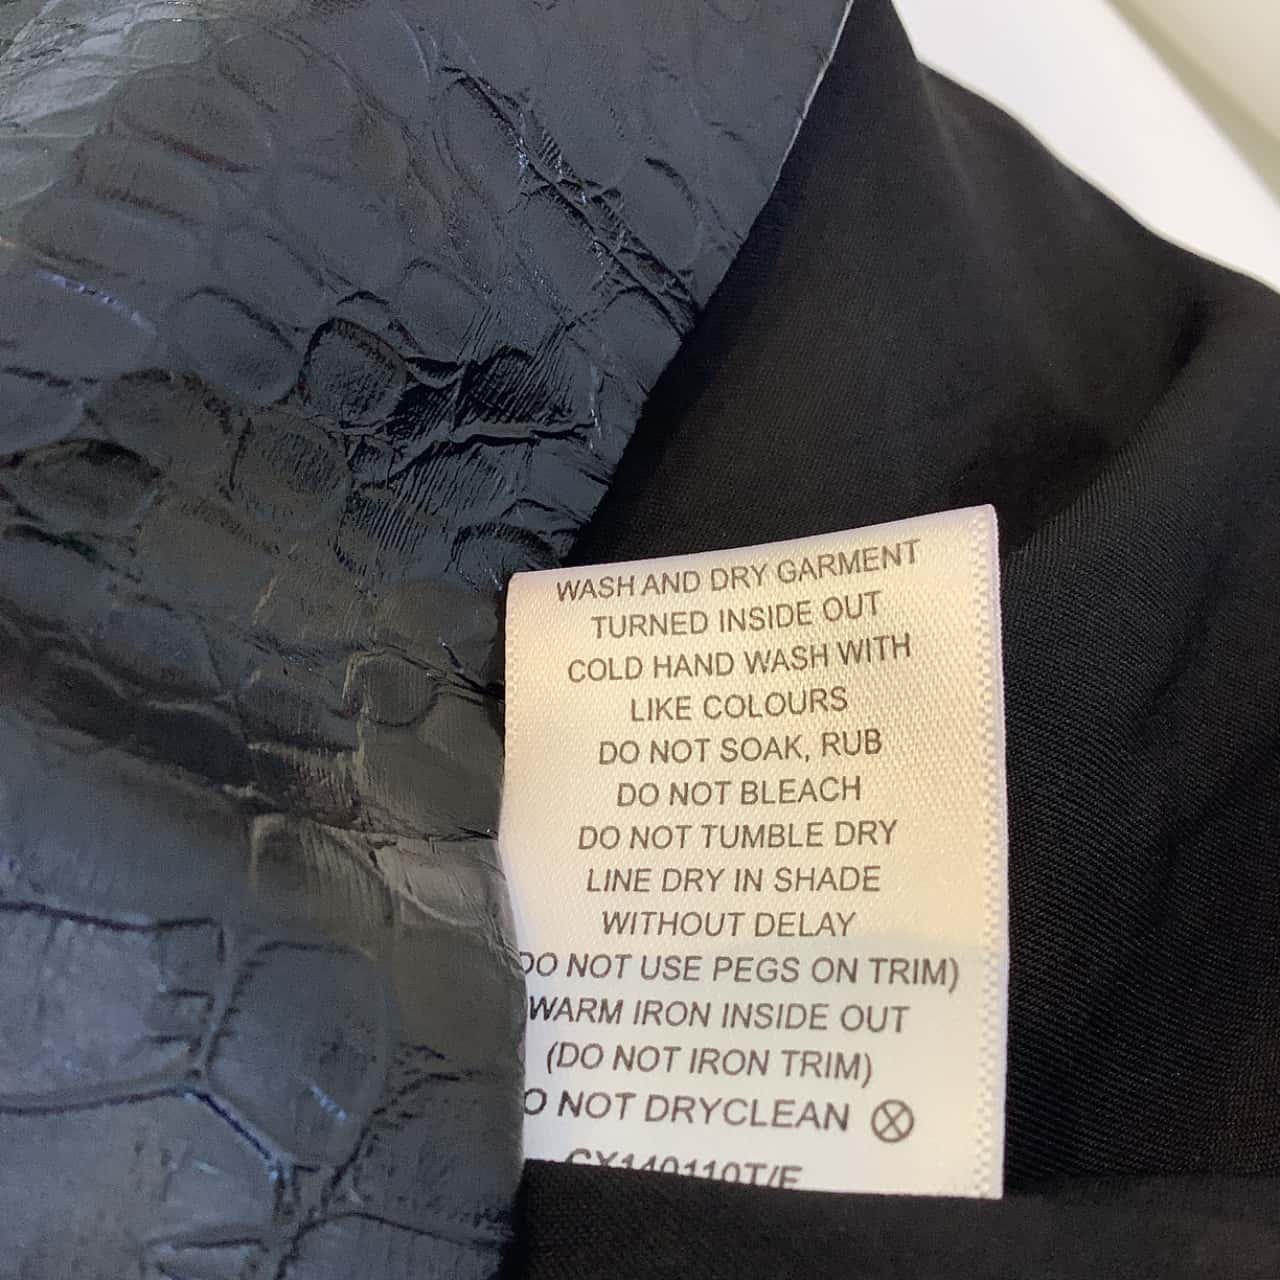 WASH AND DRY GARMENT
TURNED INSIDE OUT
COLD HAND WASH WITH
LIKE COLOURS
DO NOT SOAK, RUB
DO NOT BLEACH
DO NOT TUMBLE DRY
LINE DRY IN SHADE
WITHOUT DELAY
DO NOT USE PEGS ON TRIM)
WARM IRON INSIDE OUT
(DO NOT IRON TRIM)
O NOT DRYCLEAN